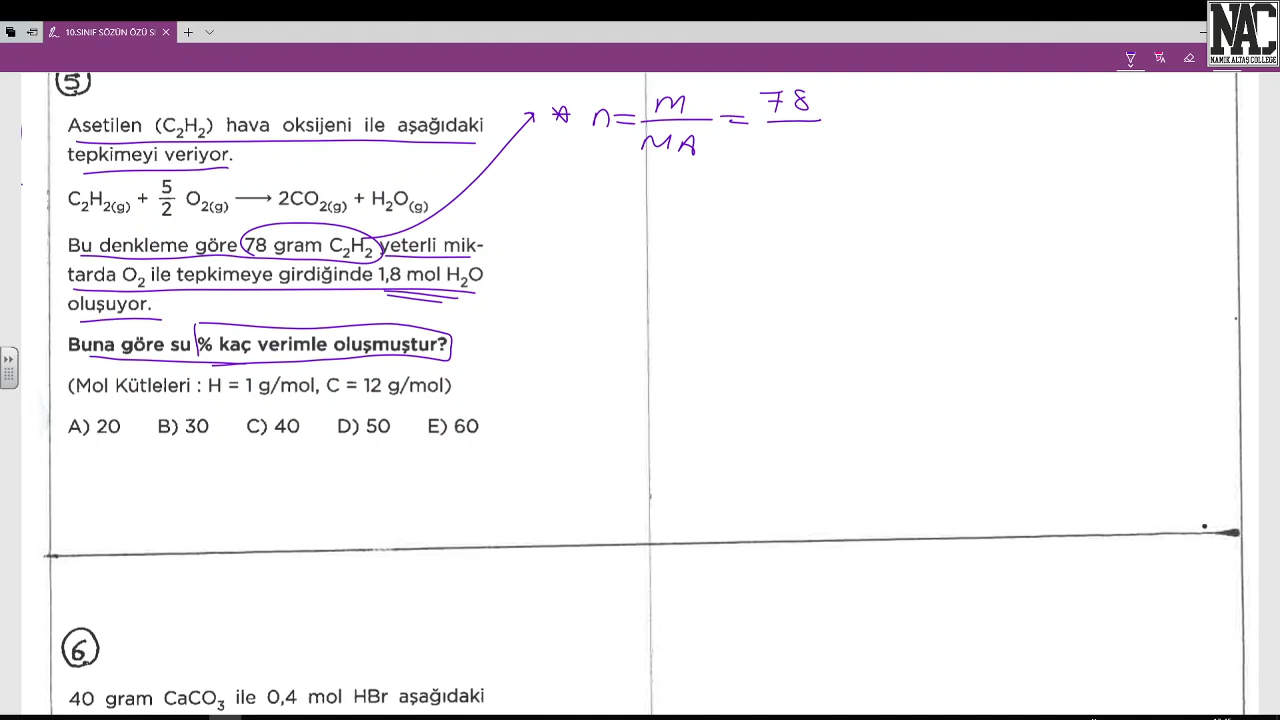 10.SINIF SÖZÜN ÖZÜ S
NAC
NAMIK ALTAŞ COLLEGE
5
Asetilen (C₂H₂) hava oksijeni ile aşağıdaki
tepkimeyi veriyor.
C₂H₂(g) + 5/2 O₂(g) ⟶ 2CO₂(g) + H₂O(g)
Bu denkleme göre 78 gram C₂H₂ yeterli mik-
tarda O₂ ile tepkimeye girdiğinde 1,8 mol H₂O
oluşuyor.
Buna göre su % kaç verimle oluşmuştur?
(Mol Kütleleri : H = 1 g/mol, C = 12 g/mol)
A) 20 B) 30 C) 40 D) 50 E) 60
* n = m/MA = 78
6
40 gram CaCO₃ ile 0,4 mol HBr aşağıdaki